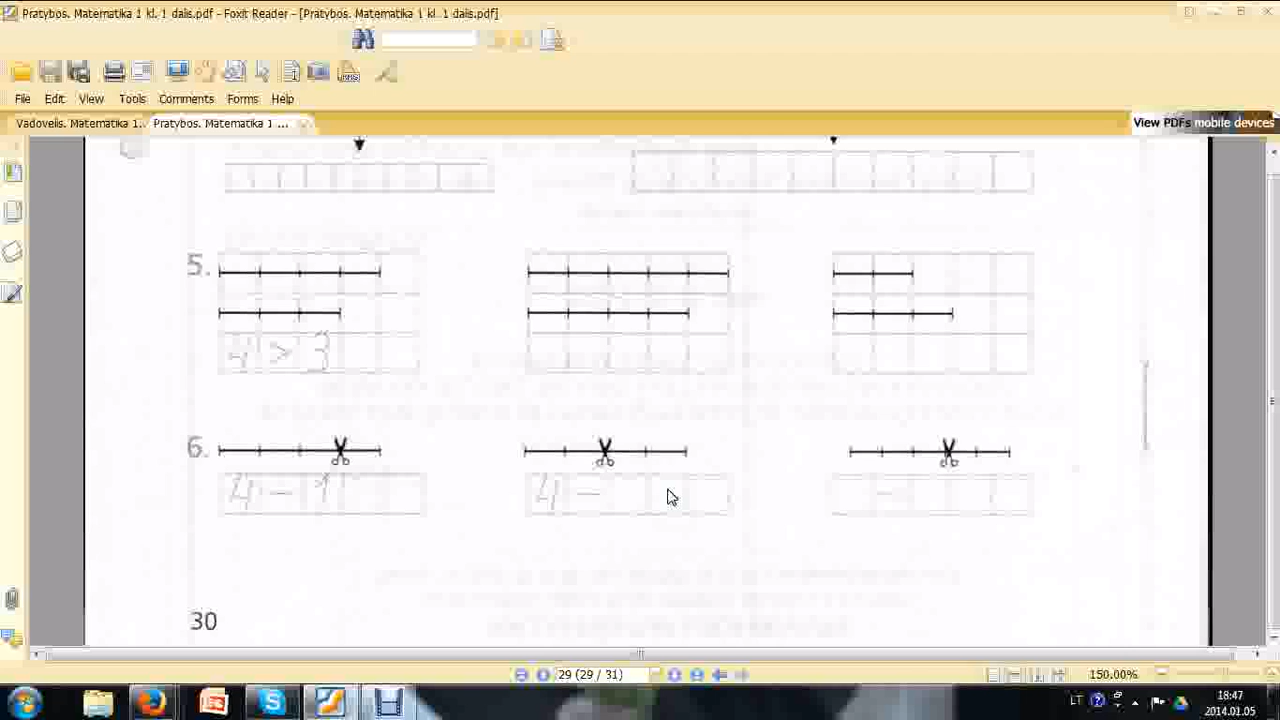 Pratybos. Matematika 1 kl. 1 dalis.pdf - Foxit Reader - [Pratybos. Matematika 1 kl. 1 dalis.pdf]
File Edit View Tools Comments Forms Help
Vadovelis. Matematika 1... Pratybos. Matematika 1 ...
View PDFs mobile devices
5.
4 > 3
6.
4 - 1
4 -
-
30
29 (29 / 31)
150.00%
LT
18:47
2014.01.05